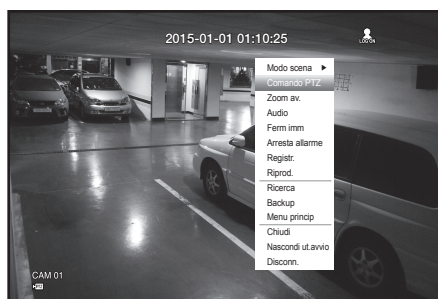 2015-01-01 01:10:25
LOG ON
Modo scena
Comando PTZ
Zoom av.
Audio
Ferm imm
Arresta allarme
Registr.
Riprod.
Ricerca
Backup
Menu princip
Chiudi
Nascondi ut.avvio
Disconn.
CAM 01